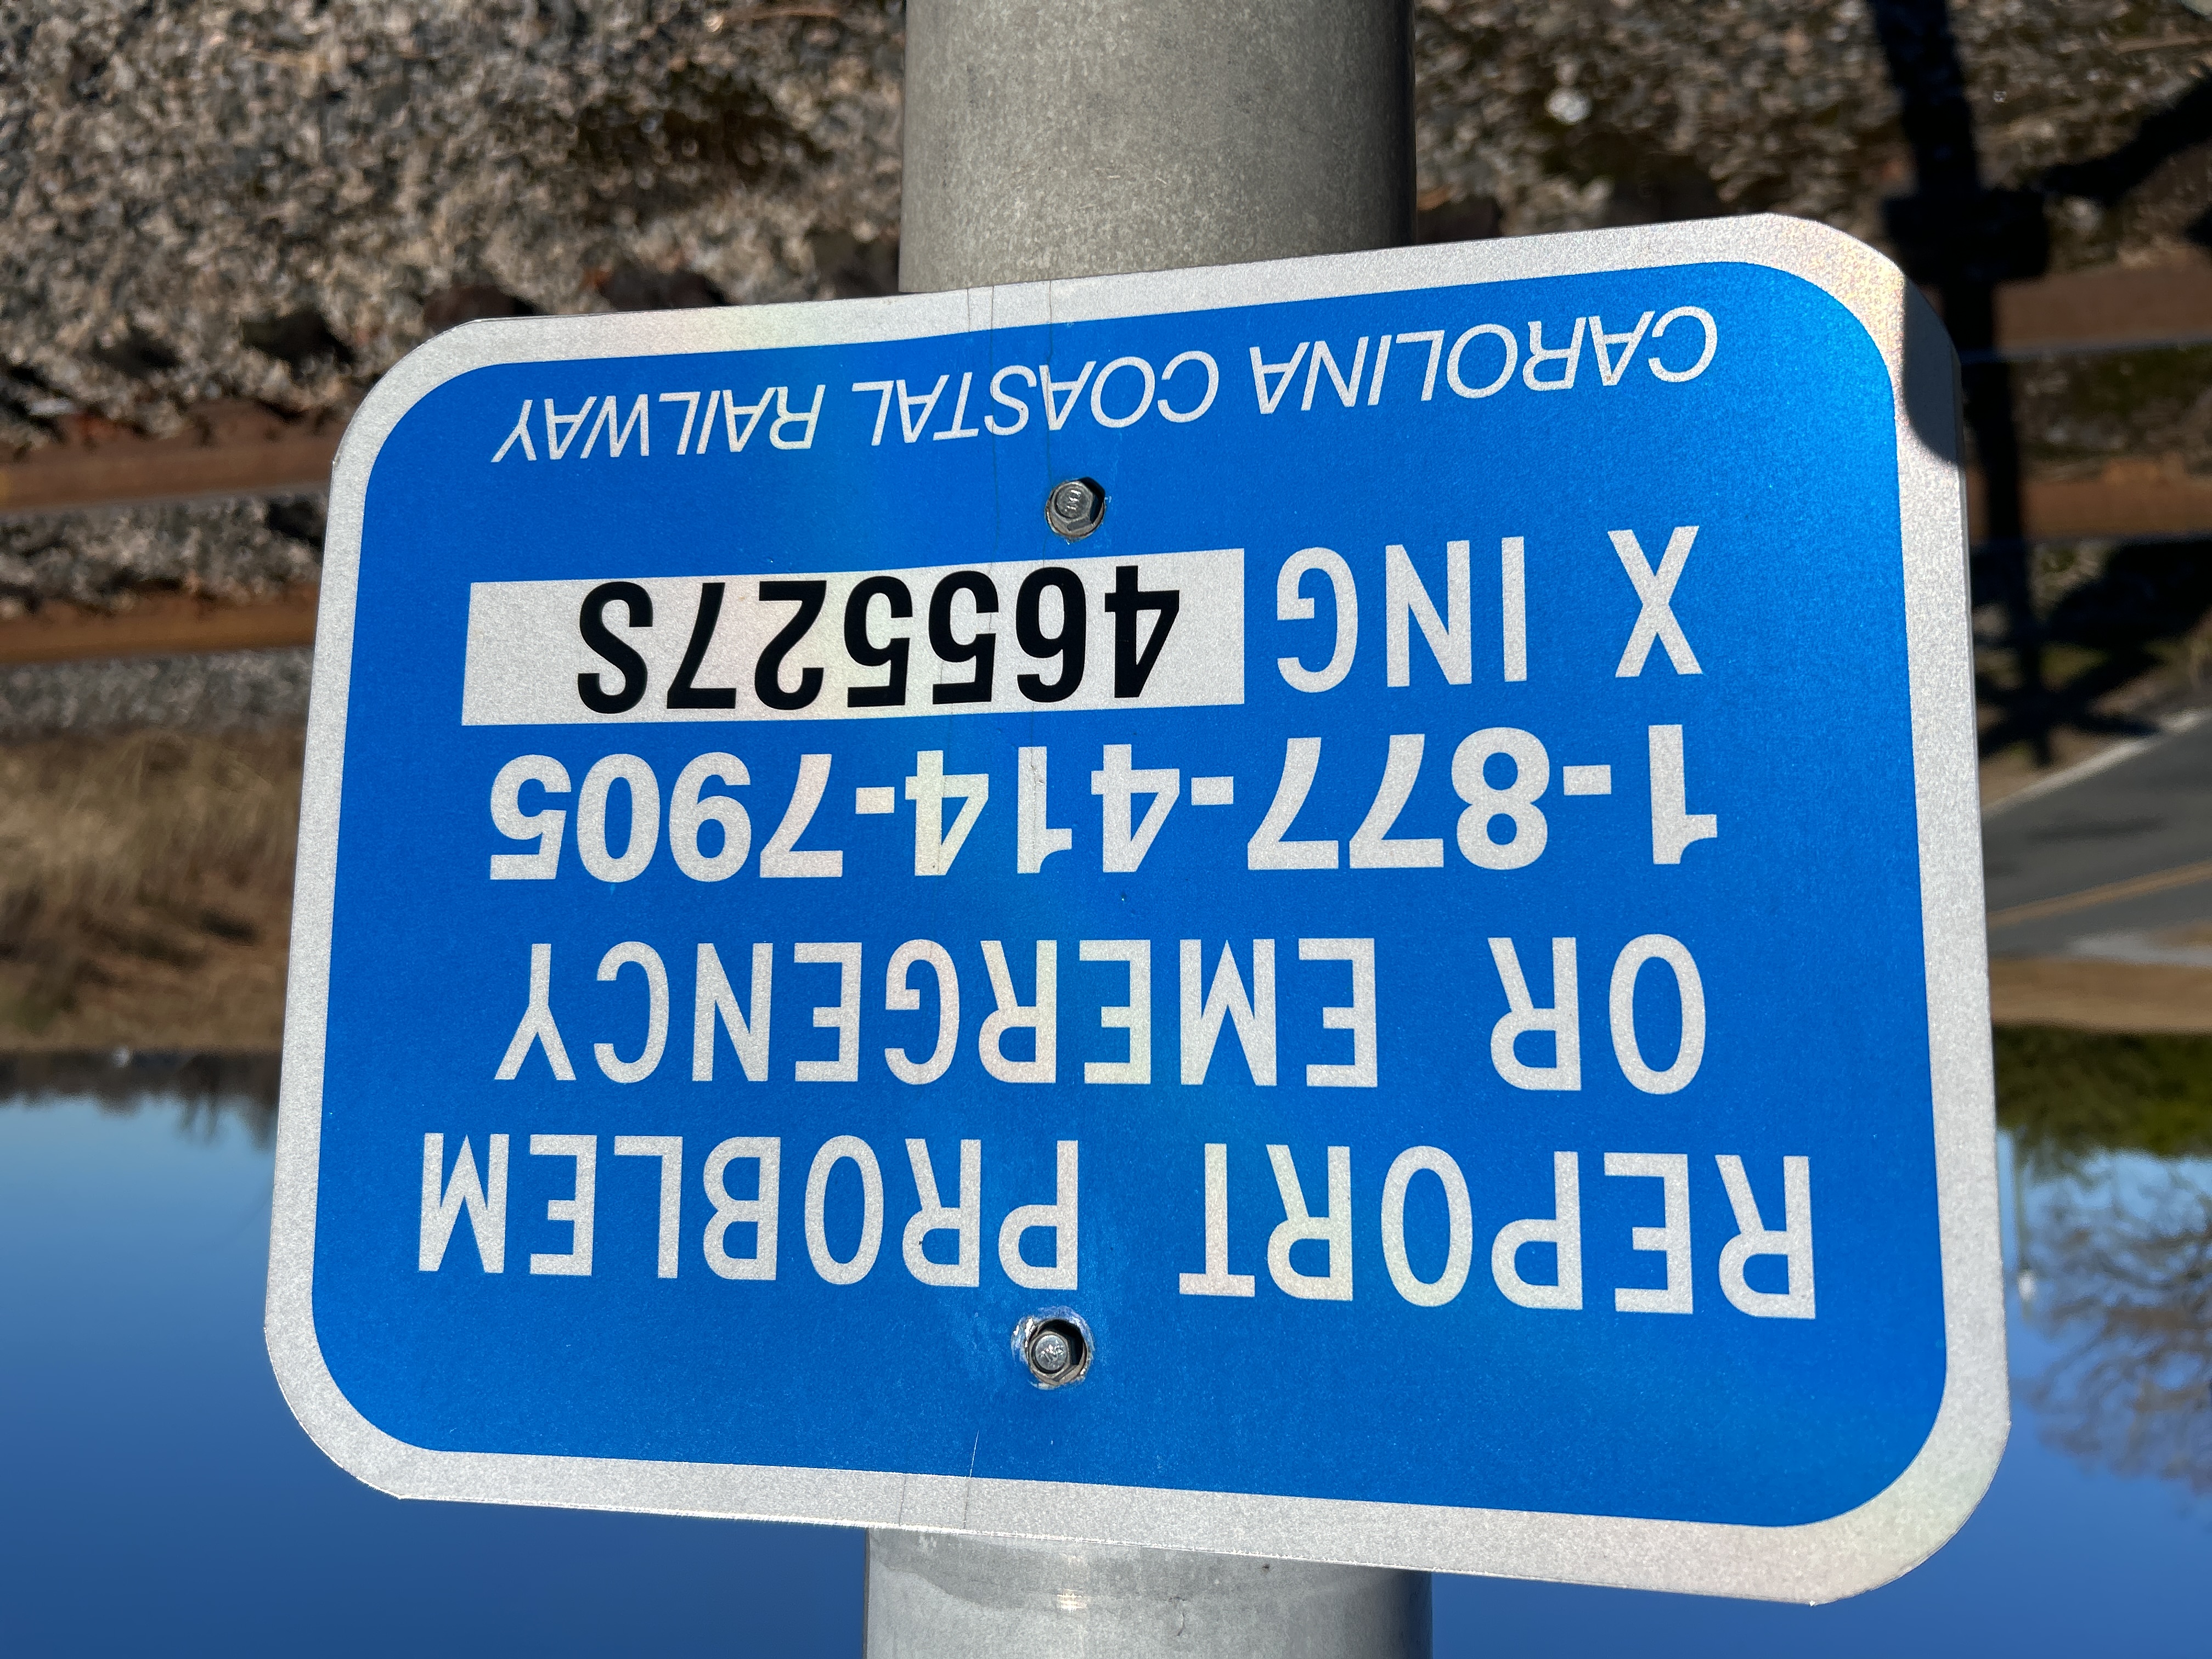 REPORT PROBLEM
OR EMERGENCY
1-877-414-7905
X ING 465527S
CAROLINA COASTAL RAILWAY